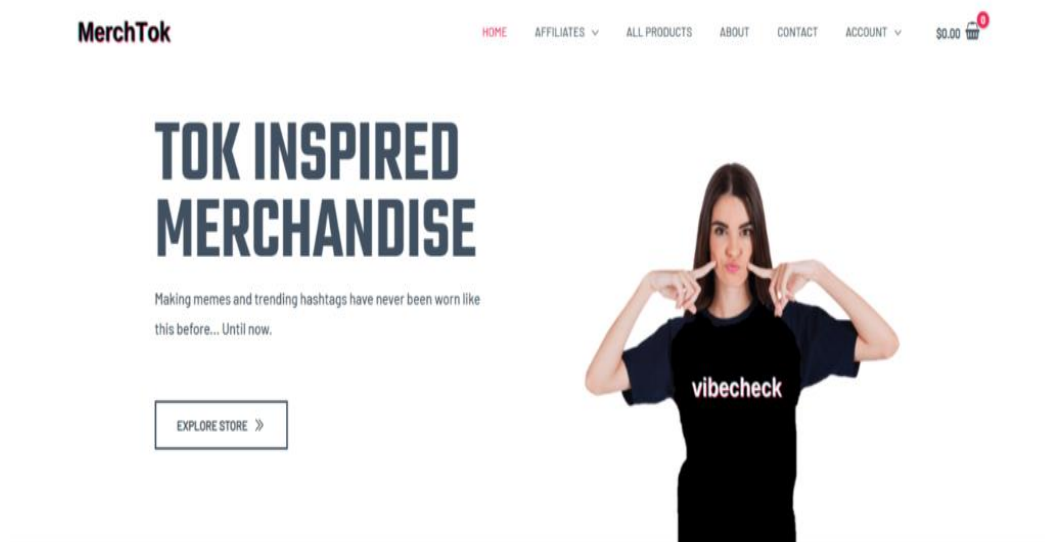 MerchTok
HOME AFFILIATES ALL PRODUCTS ABOUT CONTACT ACCOUNT $0.00 0
TOK INSPIRED
MERCHANDISE
Making memes and trending hashtags have never been worn like
this before... Until now.
EXPLORE STORE
vibecheck